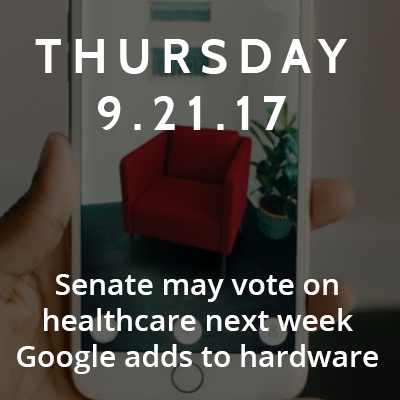 THURSDAY
9.21.17
Senate may vote on
healthcare next week
Google adds to hardware